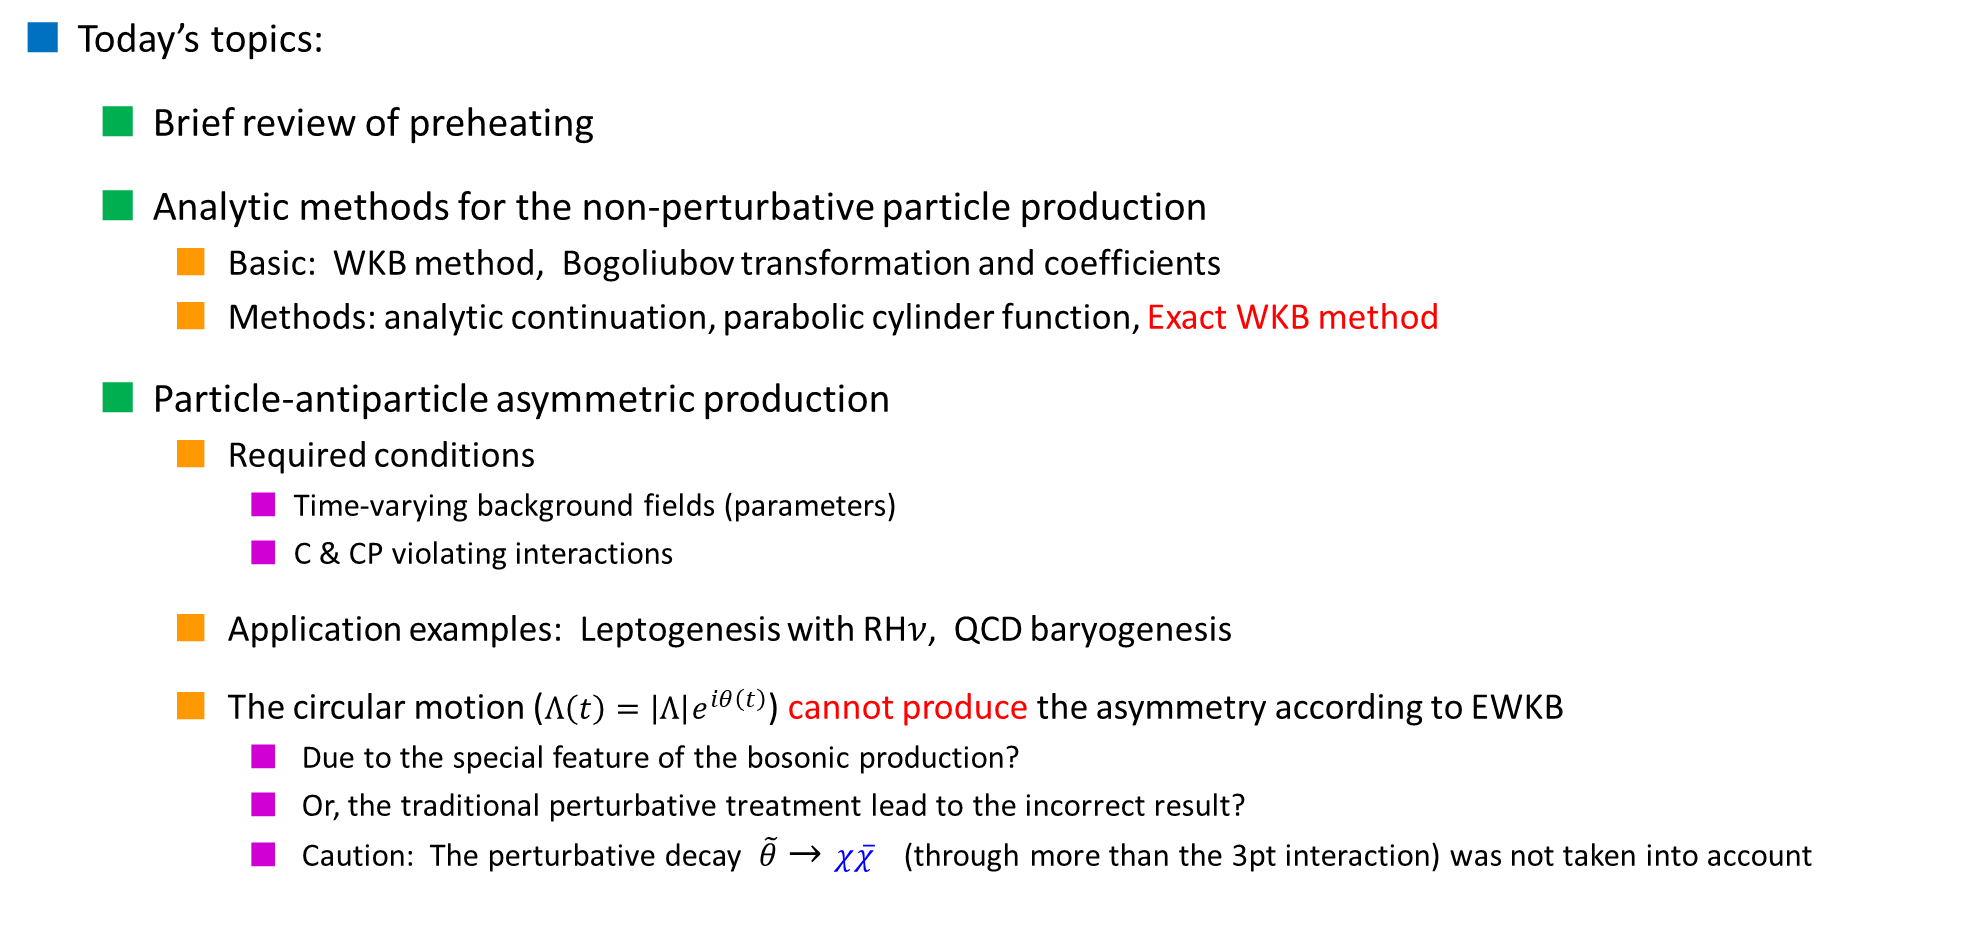 Today’s topics:
Brief review of preheating
Analytic methods for the non-perturbative particle production
Basic: WKB method, Bogoliubov transformation and coefficients
Methods: analytic continuation, parabolic cylinder function, Exact WKB method
Particle-antiparticle asymmetric production
Required conditions
Time-varying background fields (parameters)
C & CP violating interactions
Application examples: Leptogenesis with RHν, QCD baryogenesis
The circular motion (Λ(t) = |Λ|e^{iθ(t)}) cannot produce the asymmetry according to EWKB
Due to the special feature of the bosonic production?
Or, the traditional perturbative treatment lead to the incorrect result?
Caution: The perturbative decay θ̃ → χχ̄ (through more than the 3pt interaction) was not taken into account